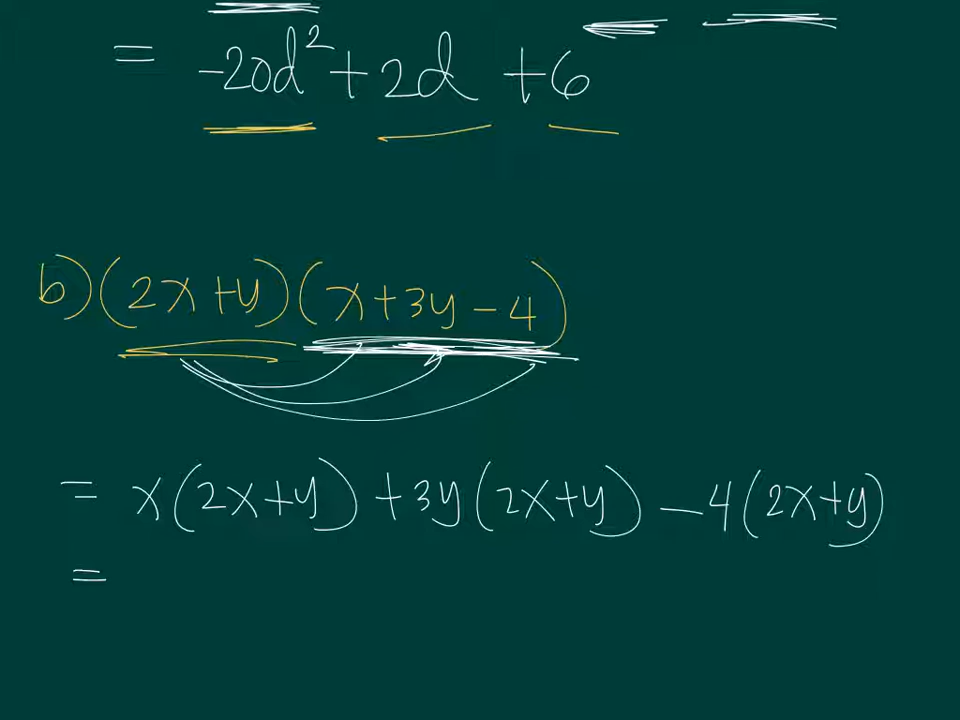 = -20d² + 2d + 6
b) (2x+y)(x+3y-4)
= x(2x+y) + 3y(2x+y) - 4(2x+y)
=